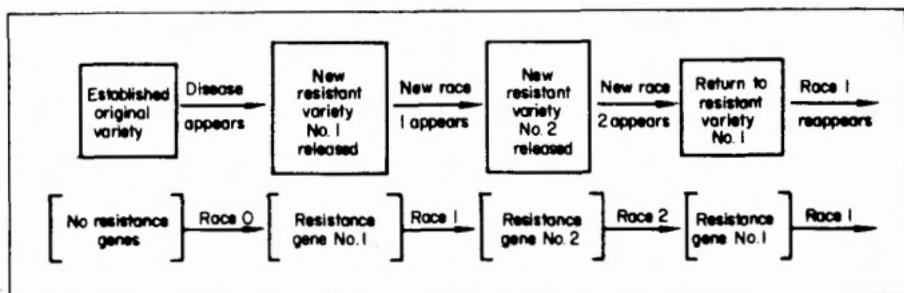 Established
original
variety
Disease
appears
New
resistant
variety
No. 1
released
New race
1 appears
New
resistant
variety
No. 2
released
New race
2 appears
Return to
resistant
variety
No. 1
Race 1
reappears
No resistance
genes
Race 0
Resistance
gene No. 1
Race 1
Resistance
gene No. 2
Race 2
Resistance
gene No. 1
Race 1